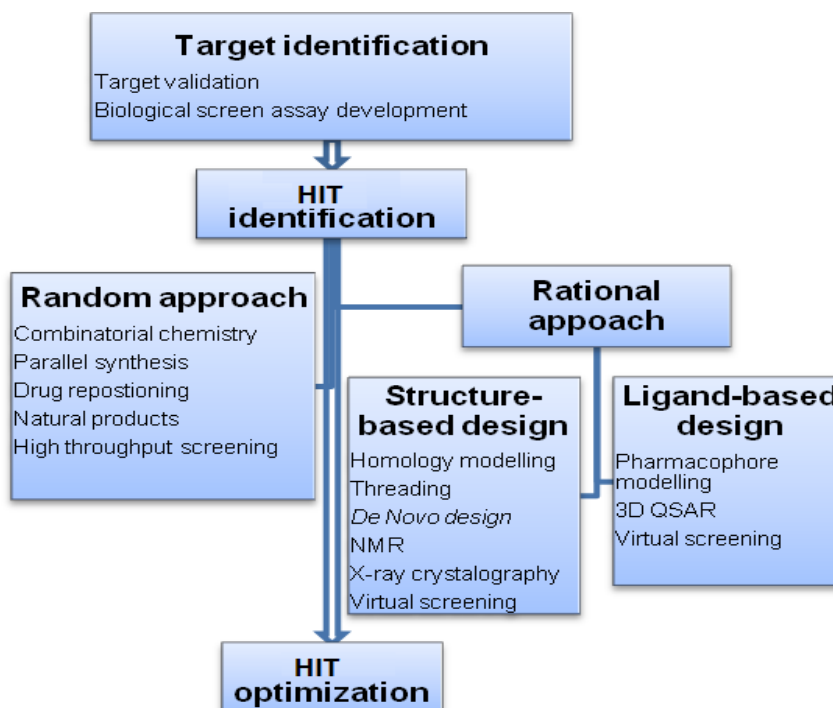 Target identification
Target validation
Biological screen assay development
HIT
identification
Random approach
Combinatorial chemistry
Parallel synthesis
Drug repostioning
Natural products
High throughput screening
Rational
appoach
Structure-
based design
Homology modelling
Threading
De Novo design
NMR
X-ray crystalography
Virtual screening
Ligand-based
design
Pharmacophore
modelling
3D QSAR
Virtual screening
HIT
optimization